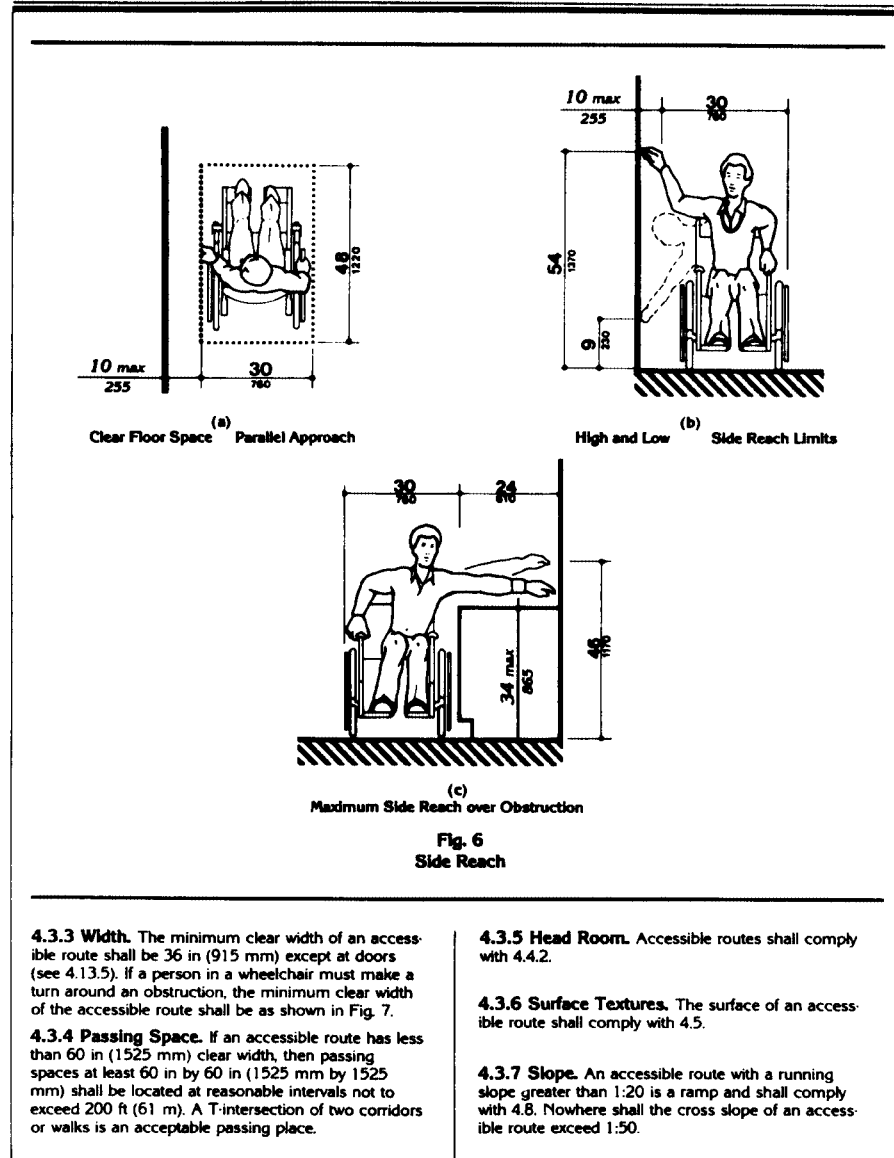 10 max
255
30
760
48
1220
10 max
255
30
760
(a)
Clear Floor Space Parallel Approach
54
1370
9
230
(b)
High and Low Side Reach Limits
30
760
24
610
34 max
865
46
1170
(c)
Maximum Side Reach over Obstruction
Fig. 6
Side Reach
4.3.3 Width. The minimum clear width of an access-
ible route shall be 36 in (915 mm) except at doors
(see 4.13.5). If a person in a wheelchair must make a
turn around an obstruction, the minimum clear width
of the accessible route shall be as shown in Fig. 7.
4.3.4 Passing Space. If an accessible route has less
than 60 in (1525 mm) clear width, then passing
spaces at least 60 in by 60 in (1525 mm by 1525
mm) shall be located at reasonable intervals not to
exceed 200 ft (61 m). A T-intersection of two corridors
or walks is an acceptable passing place.
4.3.5 Head Room. Accessible routes shall comply
with 4.4.2.
4.3.6 Surface Textures. The surface of an access-
ible route shall comply with 4.5.
4.3.7 Slope. An accessible route with a running
slope greater than 1:20 is a ramp and shall comply
with 4.8. Nowhere shall the cross slope of an access-
ible route exceed 1:50.